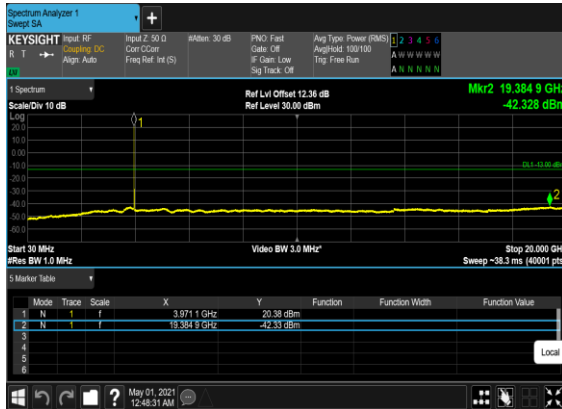 Spectrum Analyzer 1
Swept SA
+
KEYSIGHT
R T
LXI
Input: RF
Coupling: DC
Align: Auto
Input Z: 50 Ω
Corr CCorr
Freq Ref: Int (S)
#Atten: 30 dB
PNO: Fast
Gate: Off
IF Gain: Low
Sig Track: Off
Avg Type: Power (RMS)
Avg|Hold: 100/100
Trig: Free Run
1 2 3 4 5 6
A W W W W W
A N N N N N
1 Spectrum
Scale/Div 10 dB
Log
Ref Lvl Offset 12.36 dB
Ref Level 30.00 dBm
Mkr2 19.384 9 GHz
-42.328 dBm
20.0
10.0
0.00
-10.0
-20.0
-30.0
-40.0
-50.0
-60.0
1
DL1 -13.00 dBm
2
Start 30 MHz
#Res BW 1.0 MHz
Video BW 3.0 MHz*
Stop 20.000 GHz
Sweep ~38.3 ms (40001 pts)
5 Marker Table
Mode Trace Scale X Y Function Function Width Function Value
1 N 1 f 3.971 1 GHz 20.38 dBm
2 N 1 f 19.384 9 GHz -42.33 dBm
3
4
5
6
Local
?
May 01, 2021
12:48:31 AM